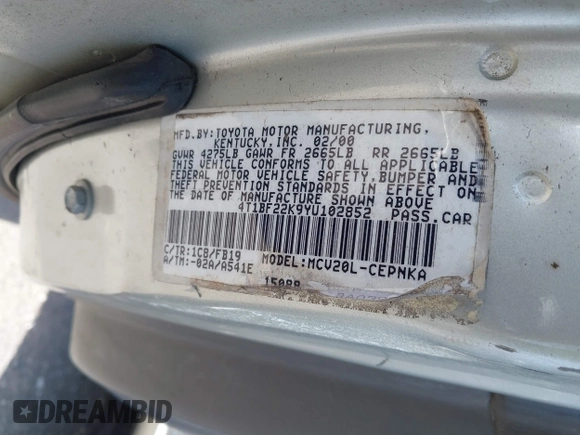 MFD.BY:TOYOTA MOTOR MANUFACTURING,
KENTUCKY,INC. 02/00
GVWR 4275LB GAWR FR 2665LB RR 2665LB
THIS VEHICLE CONFORMS TO ALL APPLICABLE
FEDERAL MOTOR VEHICLE SAFETY,BUMPER AND
THEFT PREVENTION STANDARDS IN EFFECT ON
THE DATE OF MANUFACTURE SHOWN ABOVE
4T1BF22K9YU102852 PASS.CAR
C/TR:1C8/FB19 MODEL:MCV20L-CEPNKA
A/TM:-02A/A541E
DREAMBID